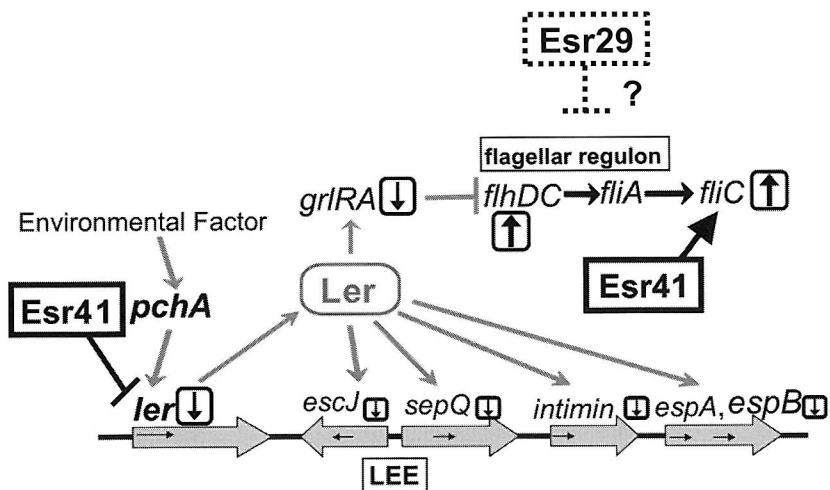 Esr29
?
flagellar regulon
grlRA flhDC fliA fliC
Environmental Factor
Ler Esr41
Esr41 pchA
ler escJ sepQ intimin, espA, espB
LEE